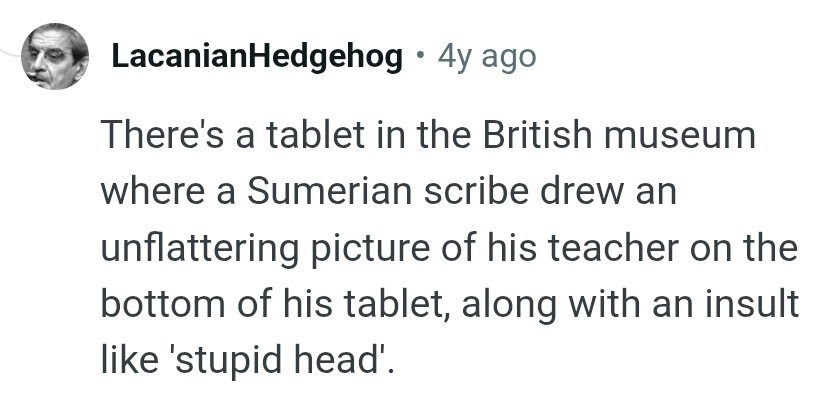 LacanianHedgehog • 4y ago
There's a tablet in the British museum
where a Sumerian scribe drew an
unflattering picture of his teacher on the
bottom of his tablet, along with an insult
like 'stupid head'.